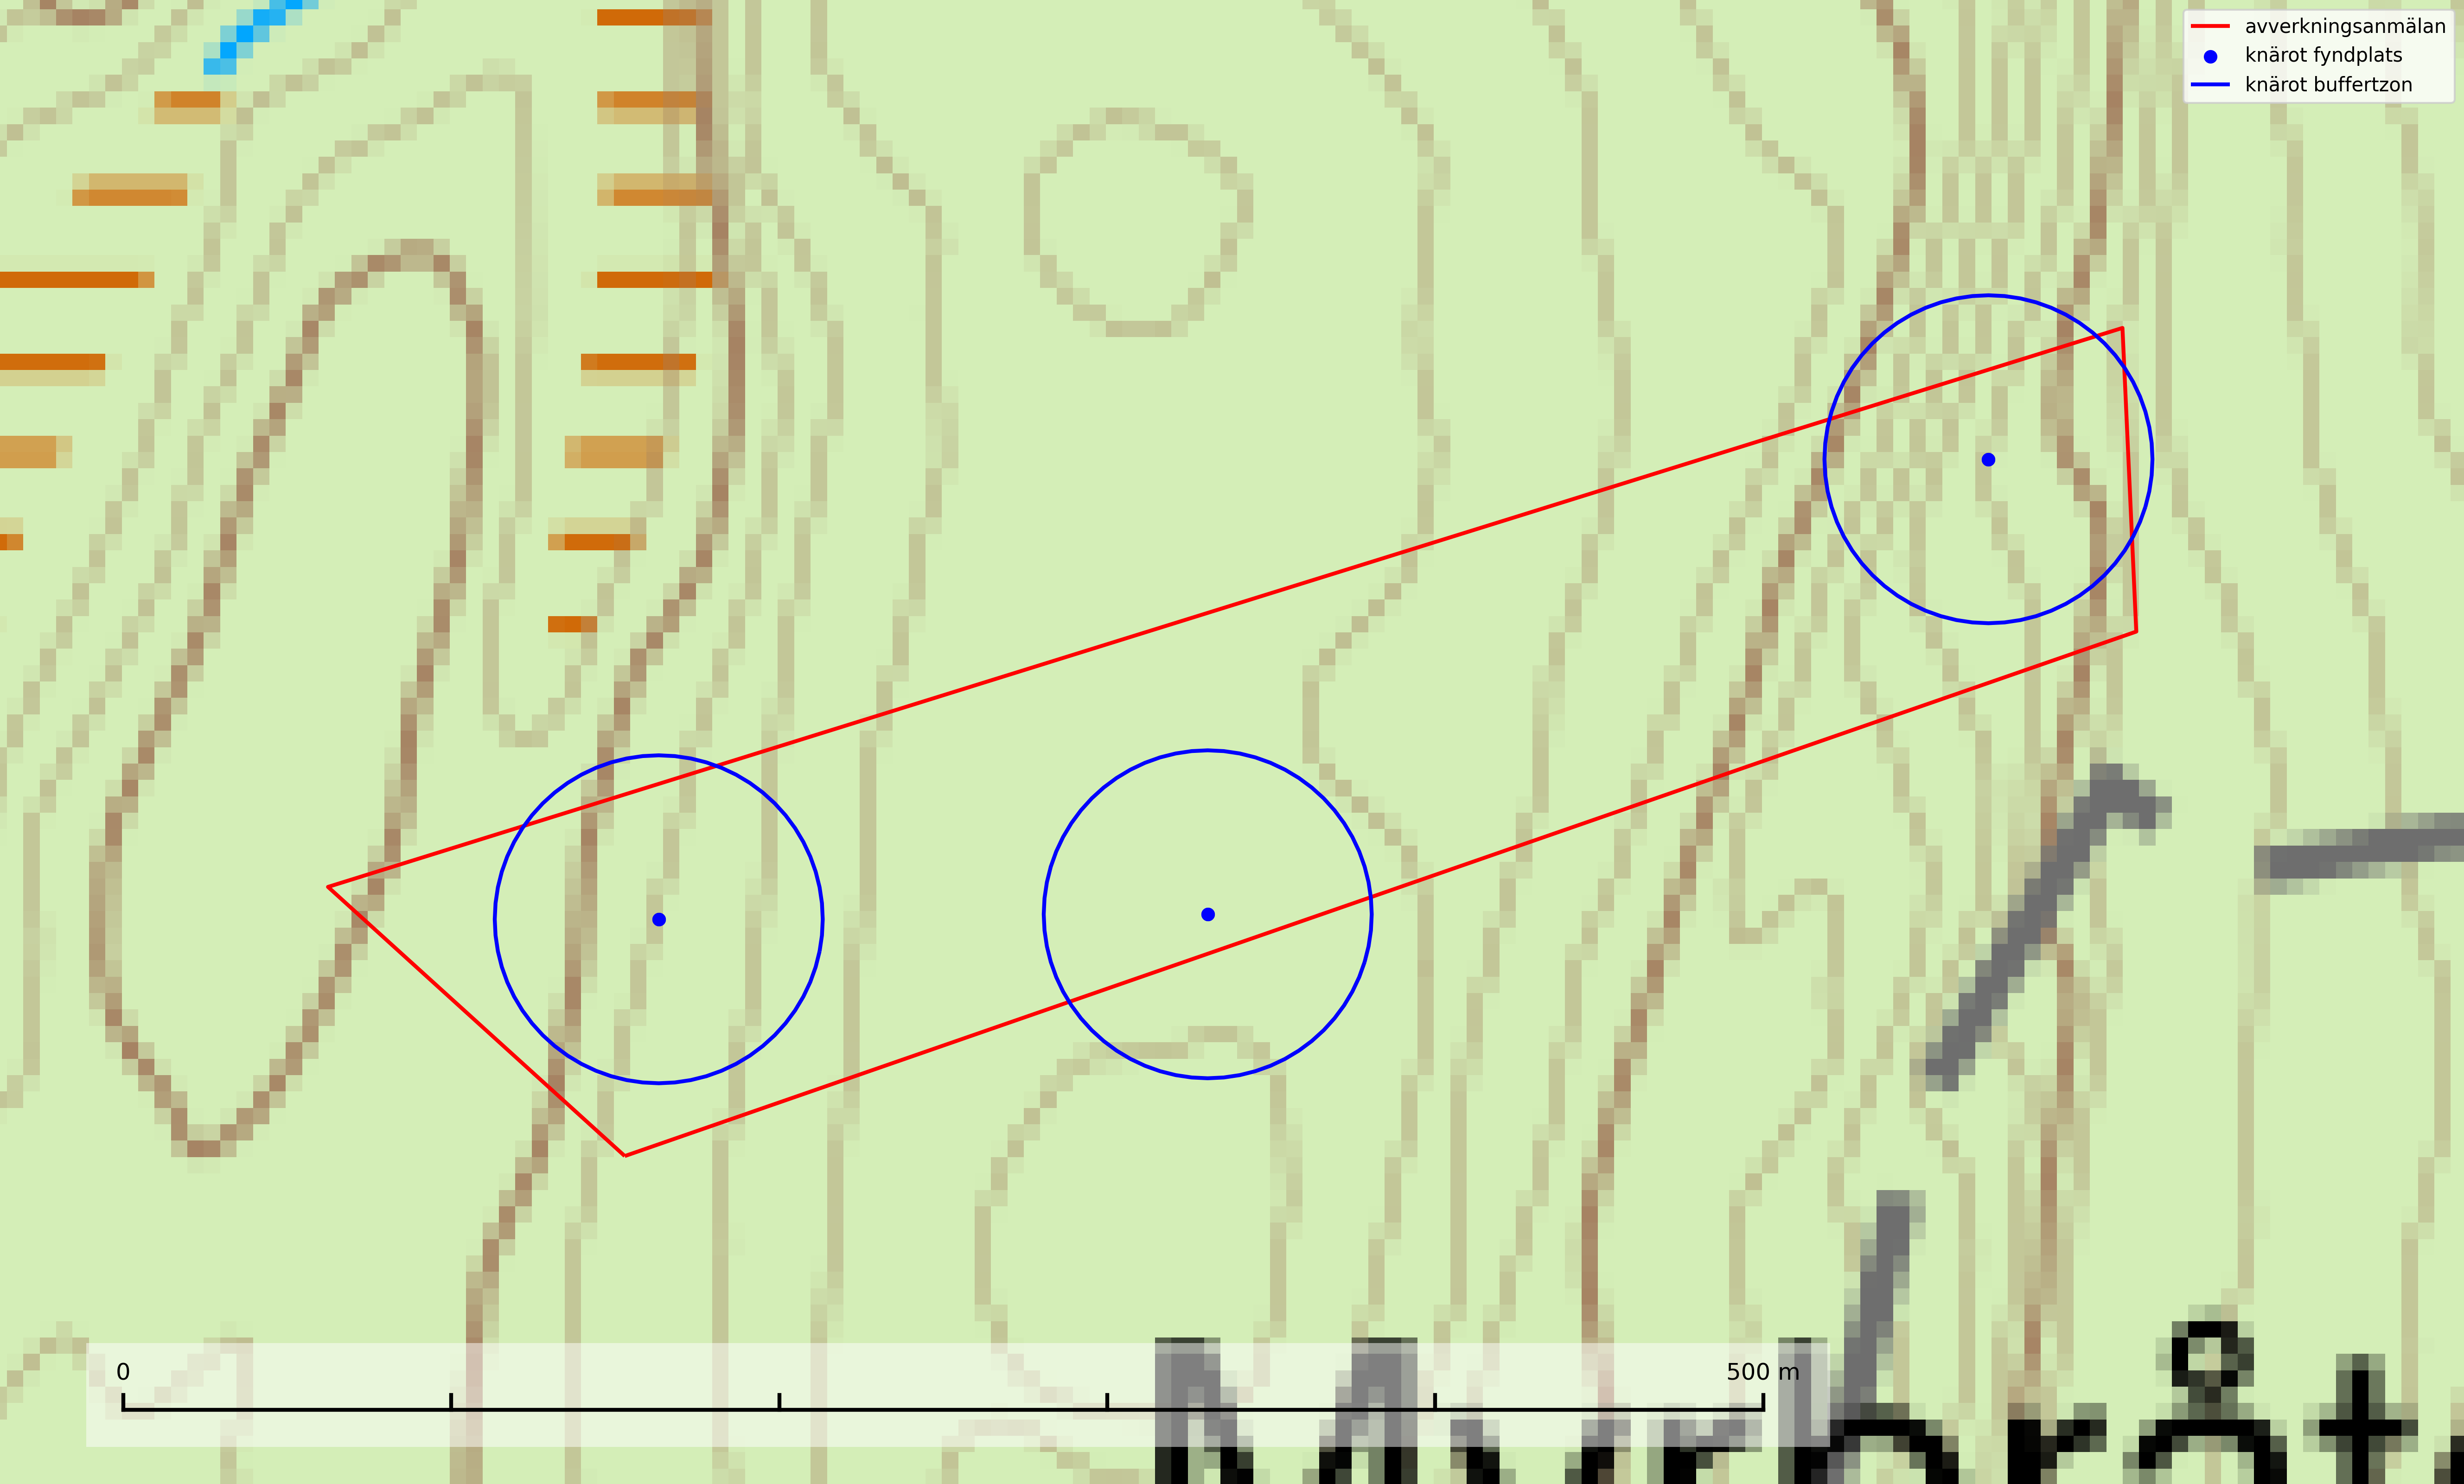 avverkningsanmälan
knärot fyndplats
knärot buffertzon
0 500 m